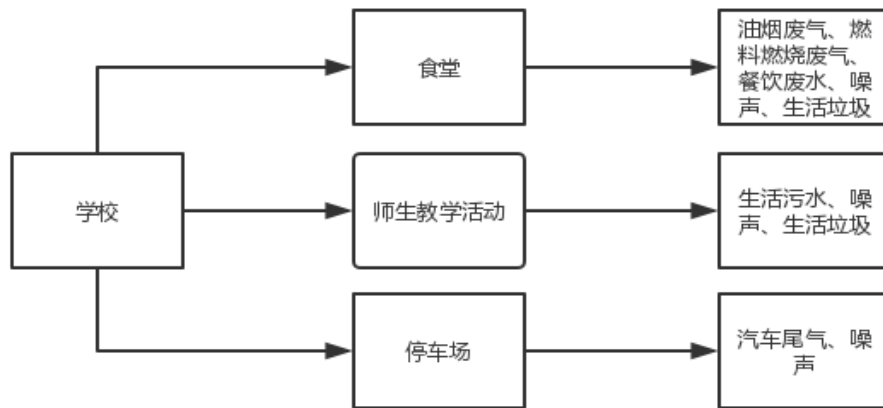 食堂
油烟废气、燃
料燃烧废气、
餐饮废水、噪
声、生活垃圾
学校
师生教学活动
生活污水、噪
声、生活垃圾
停车场
汽车尾气、噪
声